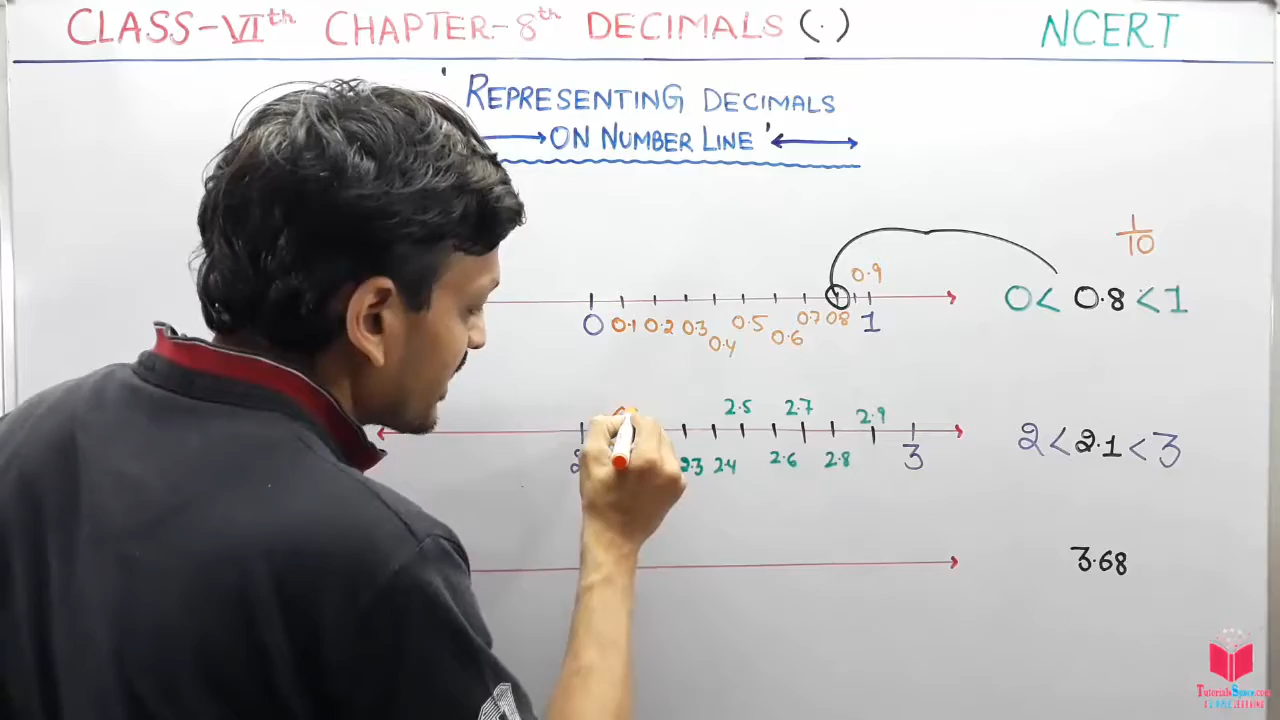 CLASS-VIth CHAPTER-8th DECIMALS (.) NCERT
'REPRESENTING DECIMALS
ON NUMBER LINE'
1/10
0.9
0 0.1 0.2 0.3 0.4 0.5 0.6 0.7 0.8 1
0 < 0.8 < 1
2.5 2.7 2.9
2 2.3 2.4 2.6 2.8 3
2 < 2.1 < 3
3.68
TutorialsSpace.com